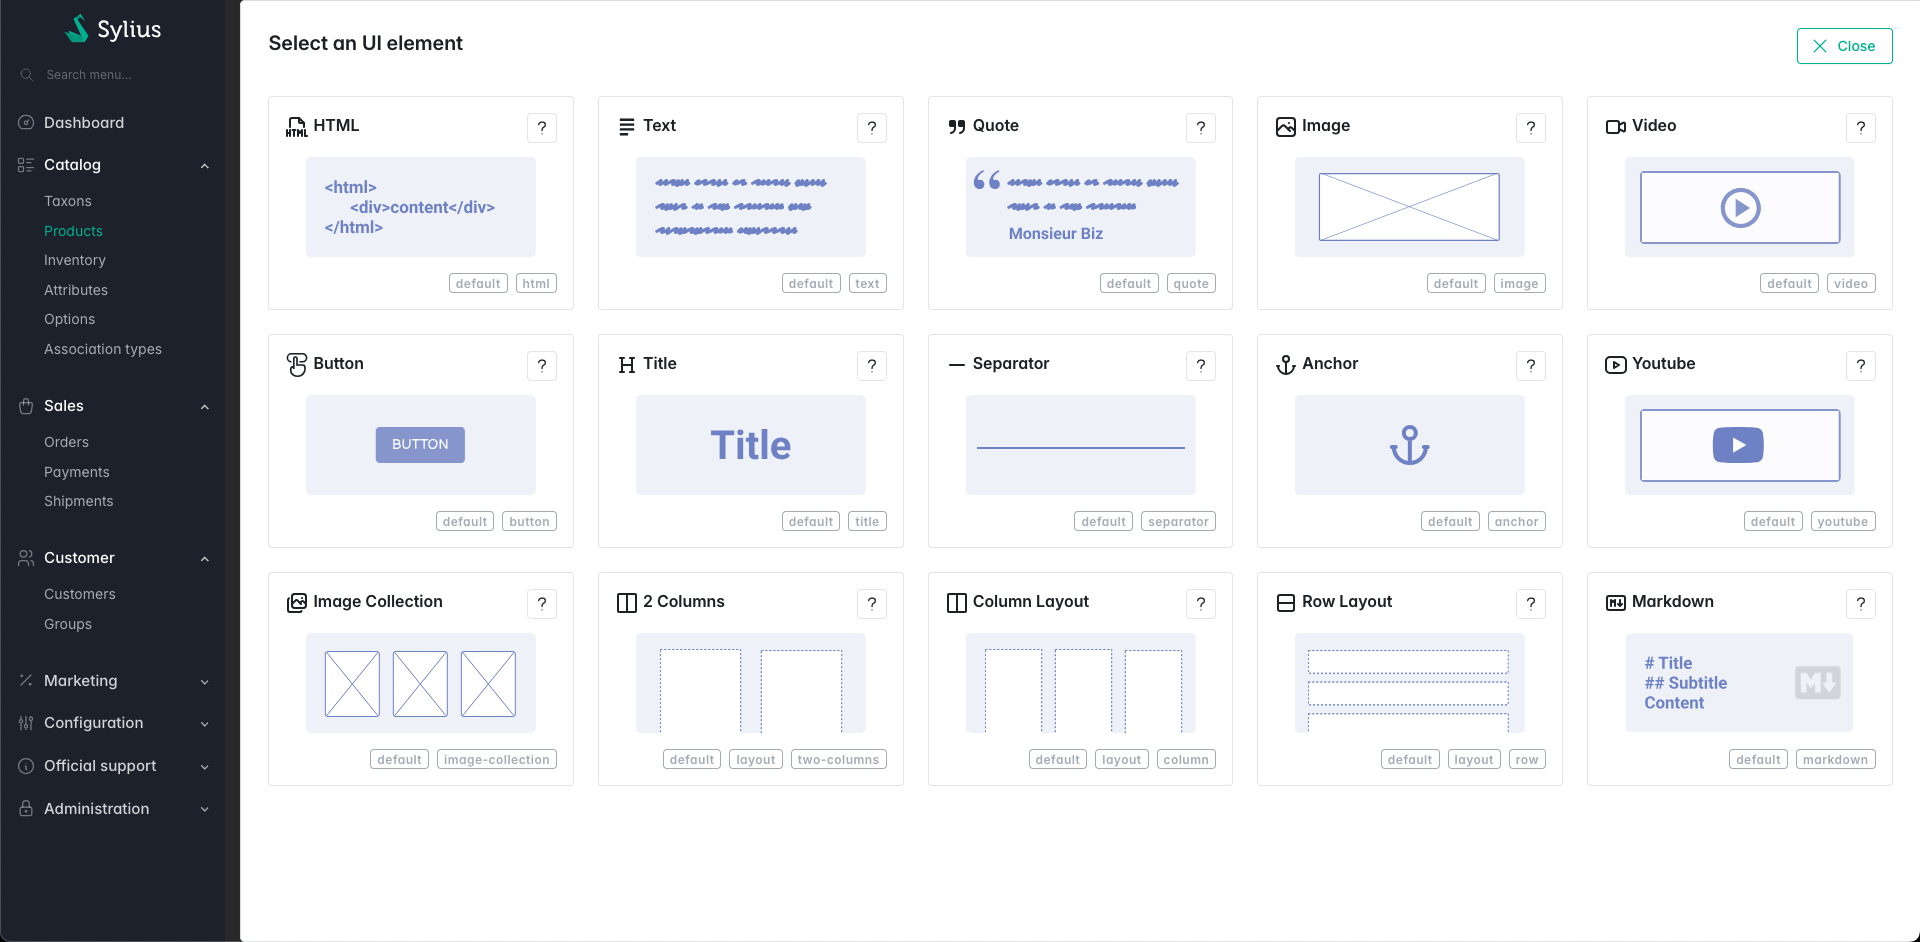 Sylius
Search menu...
Dashboard
Catalog
Taxons
Products
Inventory
Attributes
Options
Association types
Sales
Orders
Payments
Shipments
Customer
Customers
Groups
Marketing
Configuration
Official support
Administration
Select an UI element
Close
HTML
?
<html>
<div>content</div>
</html>
default html
Text
?
default text
Quote
?
Monsieur Biz
default quote
Image
?
default image
Video
?
default video
Button
?
BUTTON
default button
Title
?
Title
default title
Separator
?
default separator
Anchor
?
default anchor
Youtube
?
default youtube
Image Collection
?
default image-collection
2 Columns
?
default layout two-columns
Column Layout
?
default layout column
Row Layout
?
default layout row
Markdown
?
# Title
## Subtitle
Content
M
default markdown